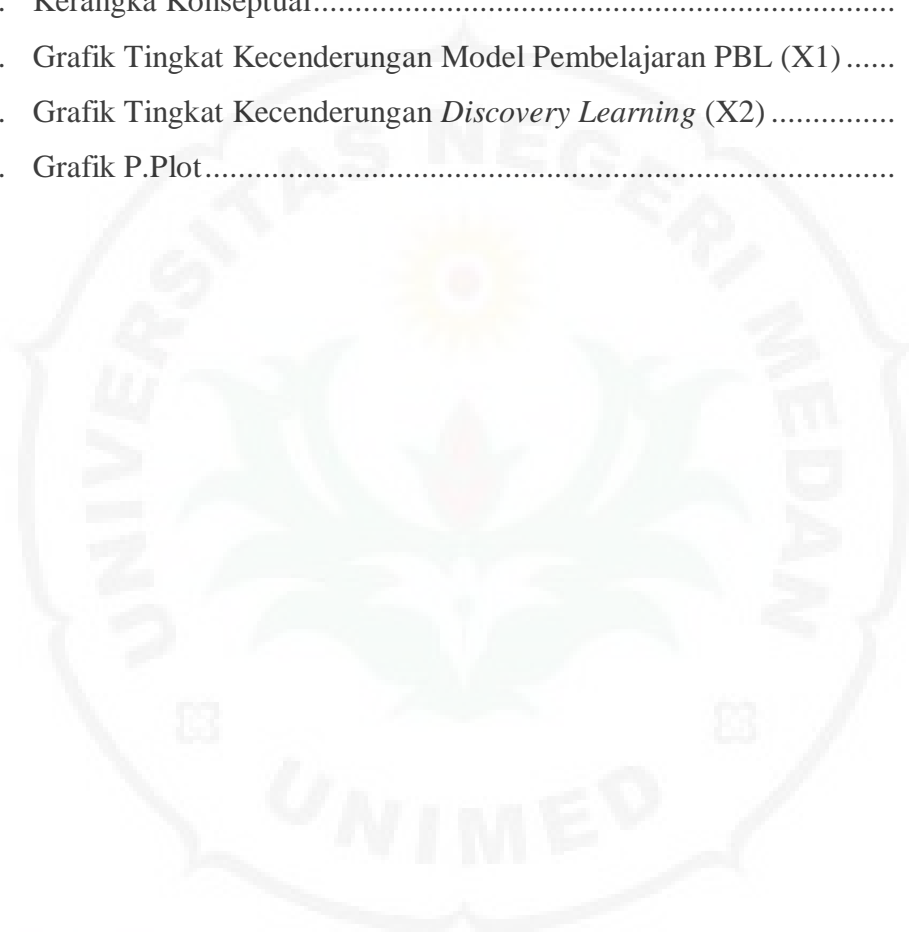 . Kerangka Konseptual.......................................................................
. Grafik Tingkat Kecenderungan Model Pembelajaran PBL (X1) ......
. Grafik Tingkat Kecenderungan Discovery Learning (X2) ...............
. Grafik P.Plot....................................................................................
UNIVERSITAS NEGERI MEDAN
UNIMED